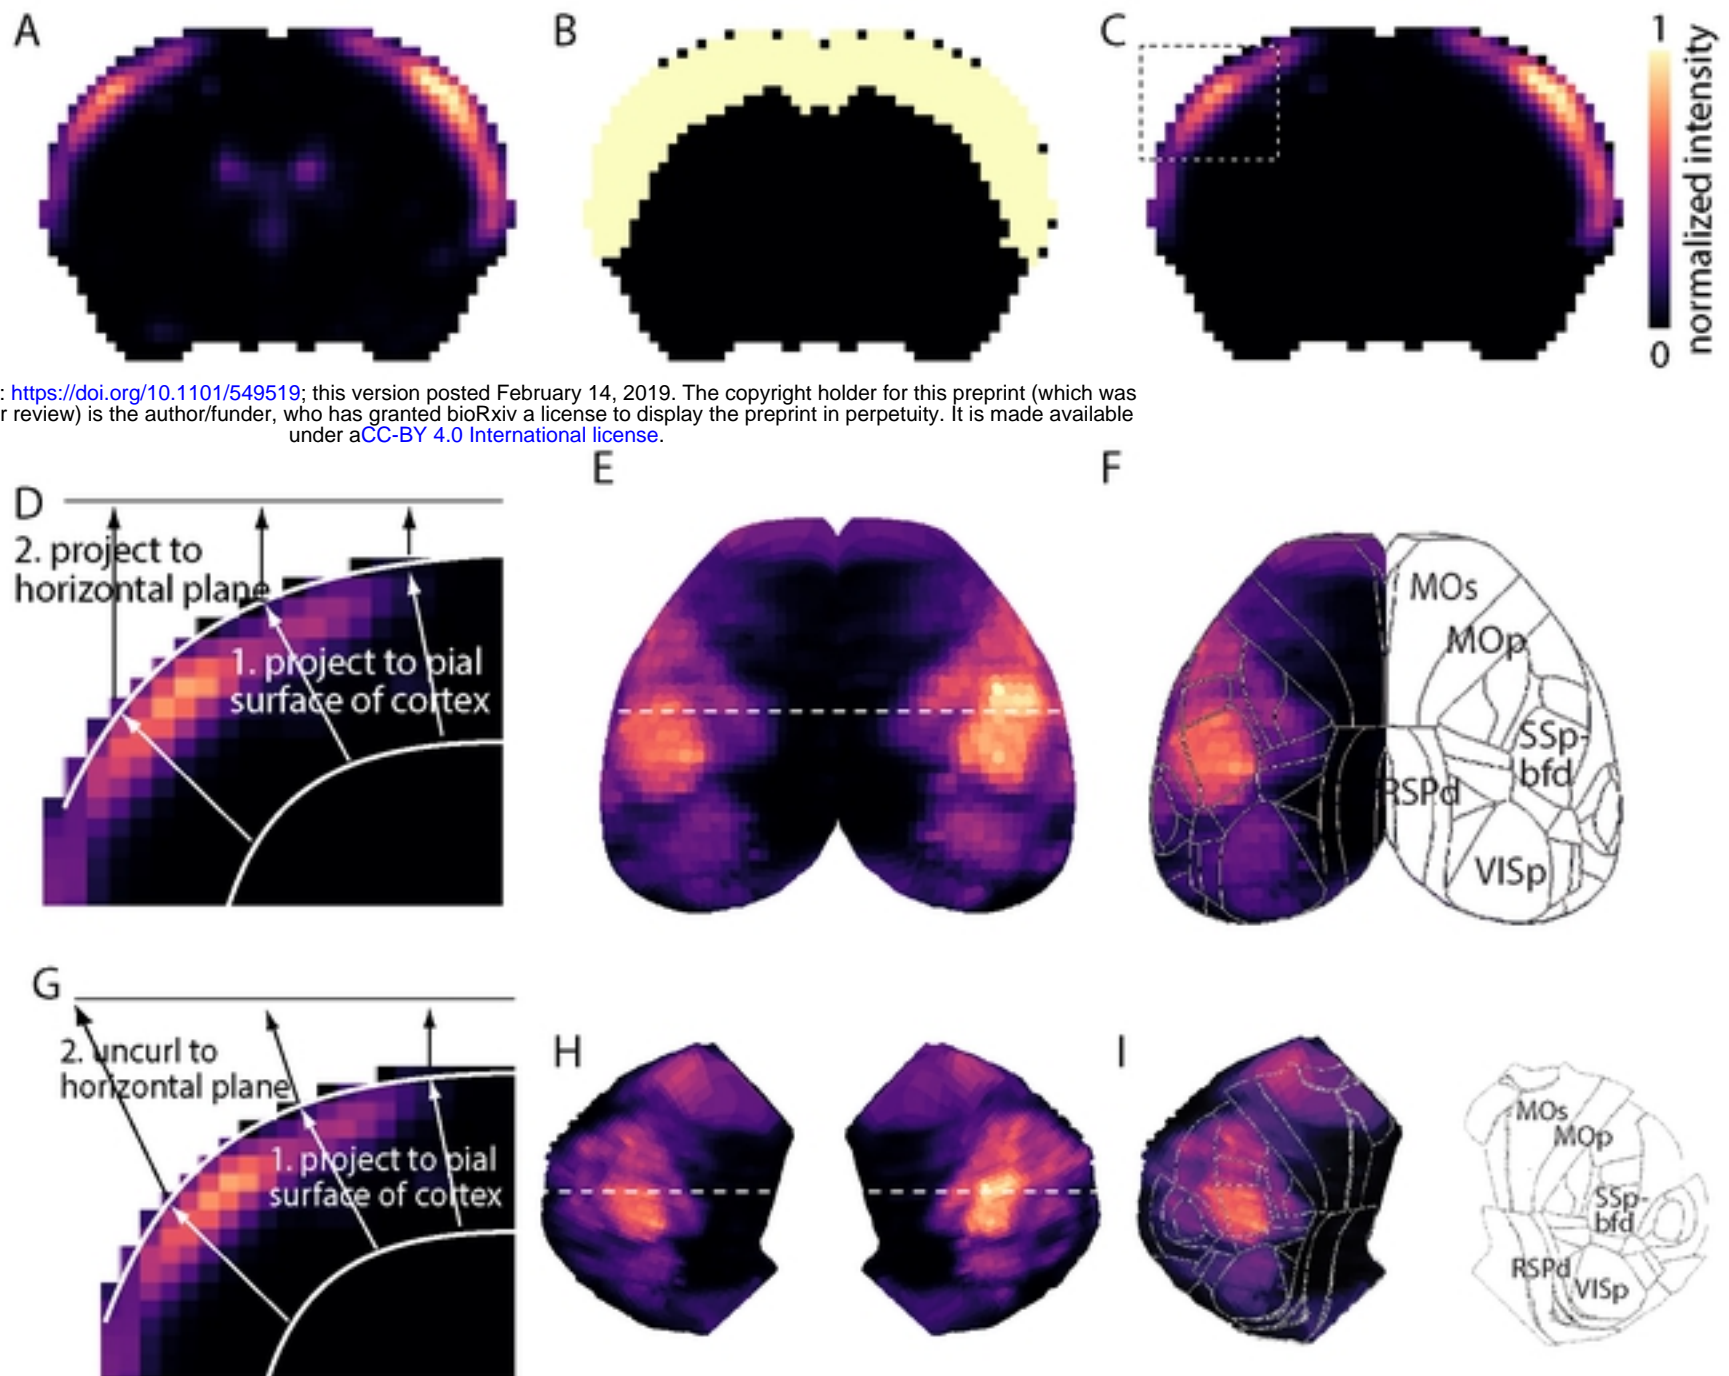 A
B
C
1
normalized intensity
0
: https://doi.org/10.1101/549519; this version posted February 14, 2019. The copyright holder for this preprint (which was
r review) is the author/funder, who has granted bioRxiv a license to display the preprint in perpetuity. It is made available
under aCC-BY 4.0 International license.
D
2. project to
horizontal plane
1. project to pial
surface of cortex
E
F
MOs
MOp
SSp-
bfd
RSPd
VISp
G
2. uncurl to
horizontal plane
1. project to pial
surface of cortex
H
I
MOs
MOp
SSp-
bfd
RSPd
VISp